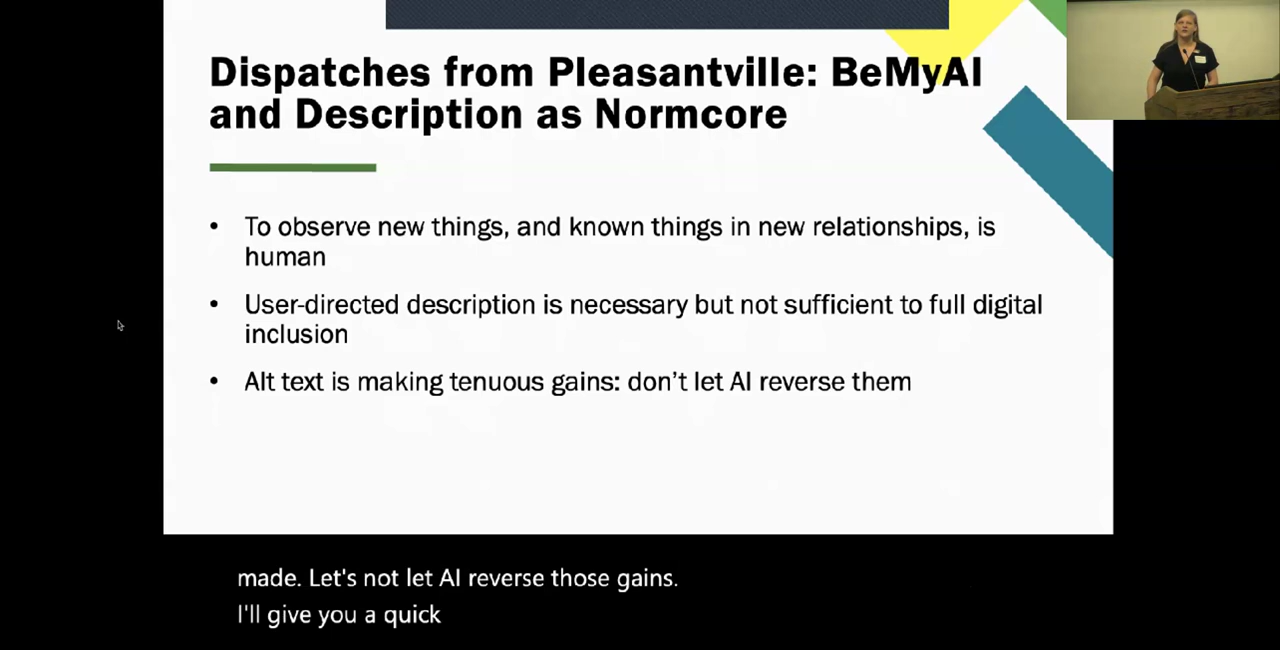 Dispatches from Pleasantville: BeMyAI
and Description as Normcore
• To observe new things, and known things in new relationships, is
human
• User-directed description is necessary but not sufficient to full digital
inclusion
• Alt text is making tenuous gains: don’t let AI reverse them
made. Let's not let AI reverse those gains.
I'll give you a quick